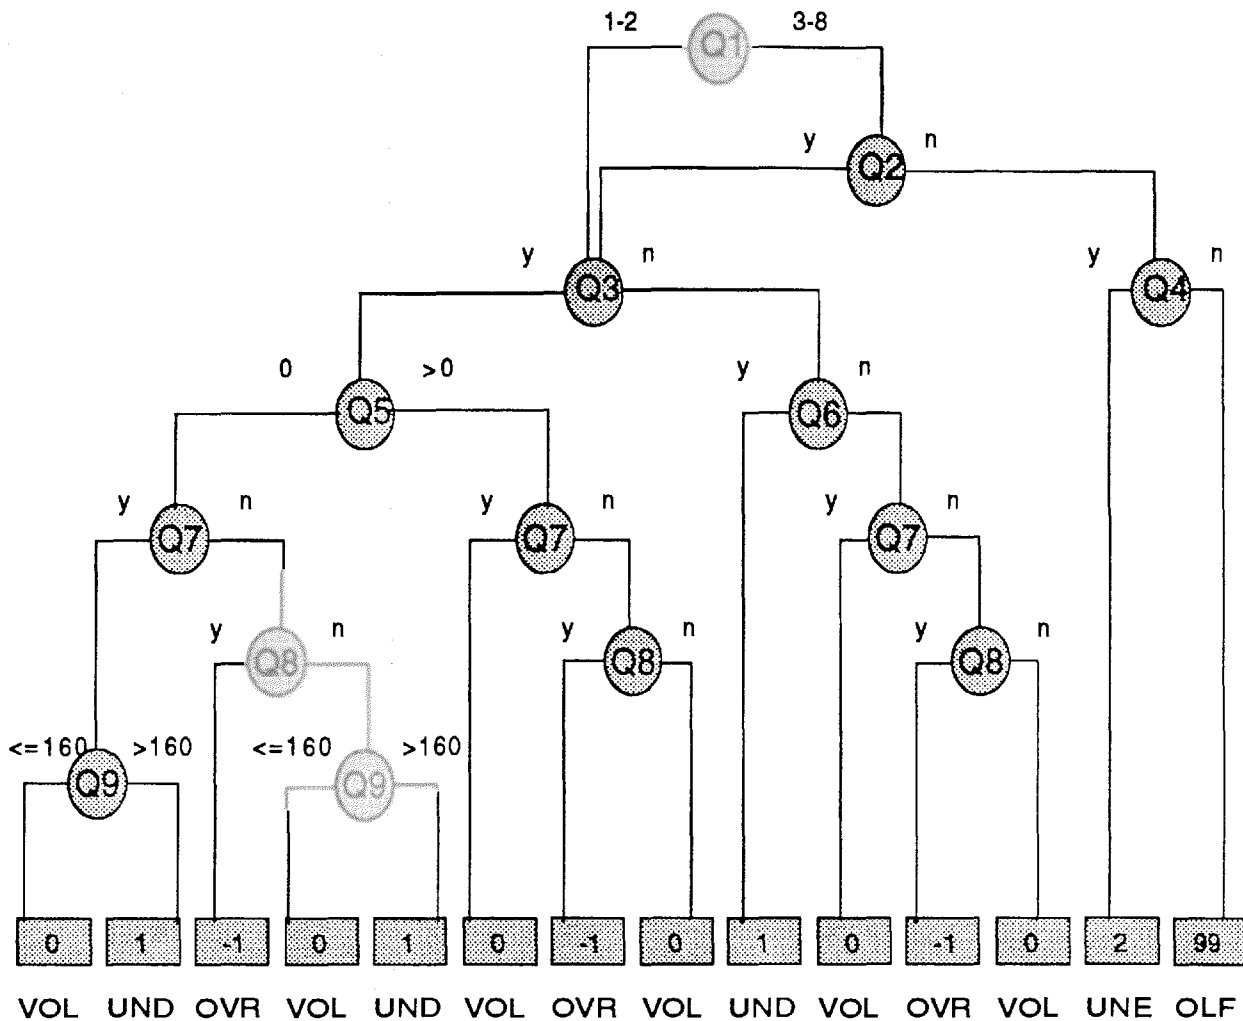 1-2 Q1 3-8
y Q2 n
y Q3 n y Q4 n
0 Q5 >0 y Q6 n
y Q7 n y Q7 n y Q7 n
y Q8 n y Q8 n y Q8 n
<=160 Q9 >160 <=160 Q9 >160
0 1 -1 0 1 0 -1 0 1 0 -1 0 2 99
VOL UND OVR VOL UND VOL OVR VOL UND VOL OVR VOL UNE OLF